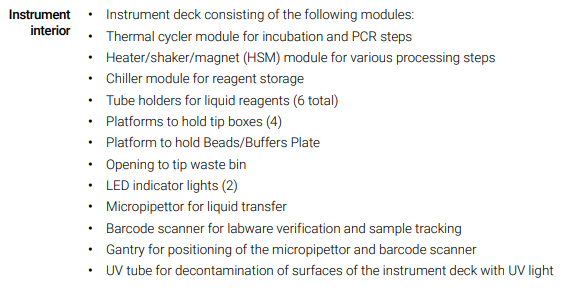 Instrument interior
• Instrument deck consisting of the following modules:
• Thermal cycler module for incubation and PCR steps
• Heater/shaker/magnet (HSM) module for various processing steps
• Chiller module for reagent storage
• Tube holders for liquid reagents (6 total)
• Platforms to hold tip boxes (4)
• Platform to hold Beads/Buffers Plate
• Opening to tip waste bin
• LED indicator lights (2)
• Micropipettor for liquid transfer
• Barcode scanner for labware verification and sample tracking
• Gantry for positioning of the micropipettor and barcode scanner
• UV tube for decontamination of surfaces of the instrument deck with UV light